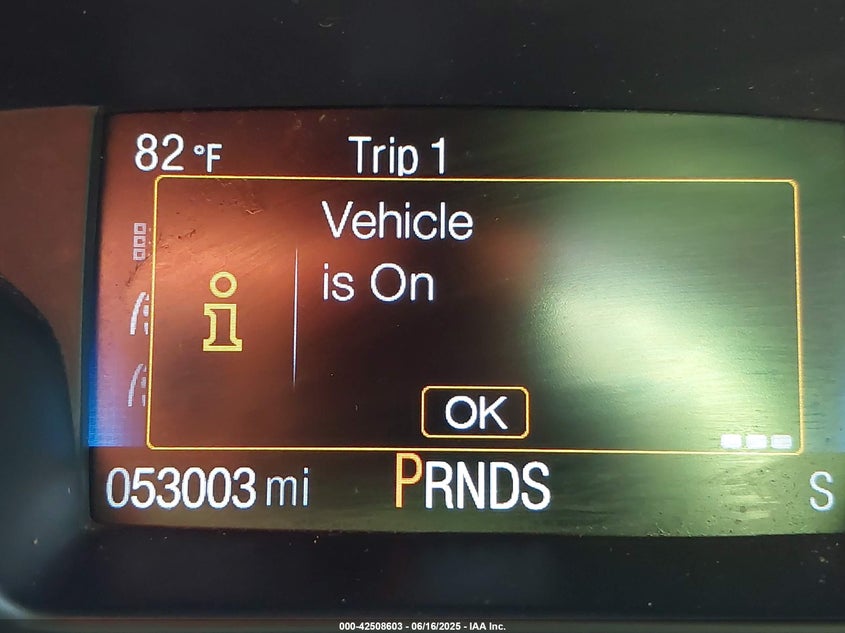 82 °F Trip 1
Vehicle
is On
i
OK
053003 mi PRNDS S
000-42508603 - 06/16/2025 - IAA Inc.